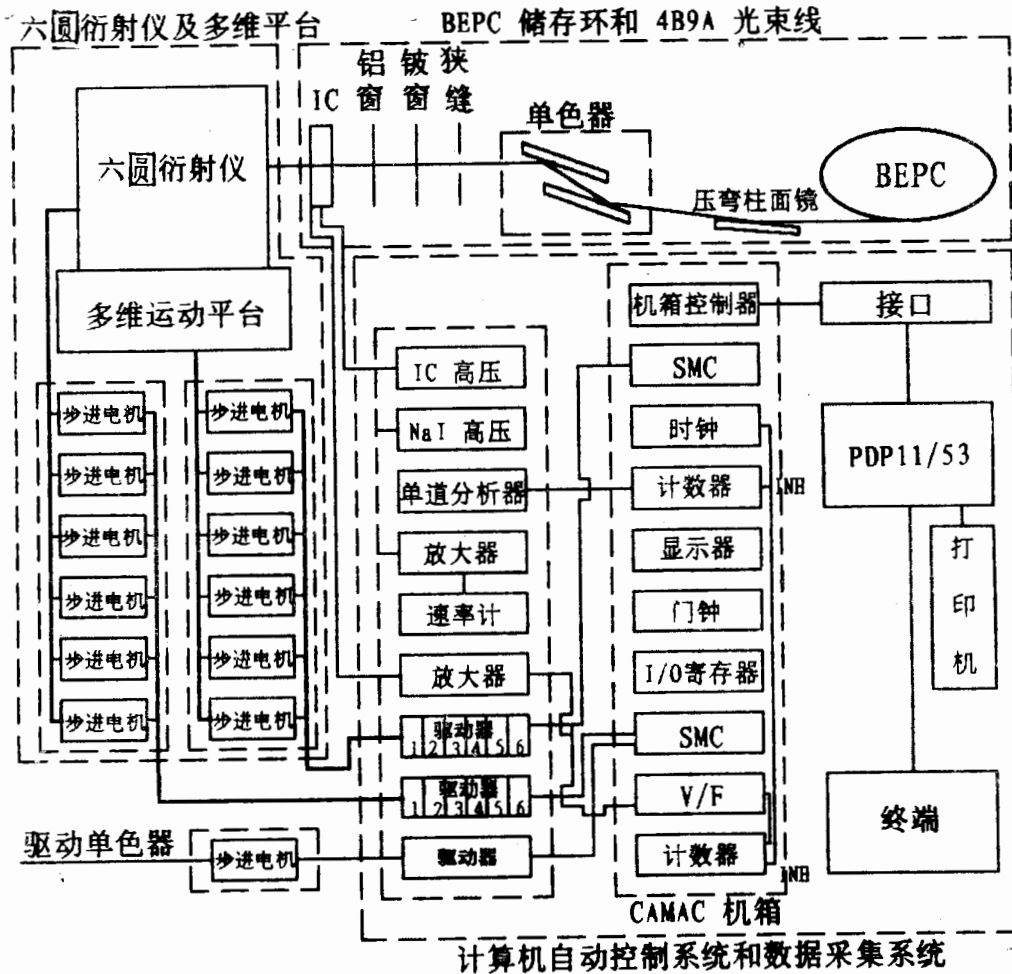 六圆衍射仪及多维平台
BEPC 储存环和 4B9A 光束线
IC
铝窗
铍窗
狭缝
单色器
六圆衍射仪
压弯柱面镜
BEPC
多维运动平台
机箱控制器
接口
IC 高压
SMC
步进电机
步进电机
NaI 高压
时钟
PDP11/53
步进电机
步进电机
单道分析器
计数器
INH
步进电机
步进电机
放大器
显示器
打印机
步进电机
步进电机
速率计
门钟
步进电机
步进电机
放大器
I/O寄存器
步进电机
步进电机
驱动器
1 2 3 4 5 6
SMC
驱动器
1 2 3 4 5 6
V/F
终端
驱动单色器
步进电机
驱动器
计数器
INH
CAMAC 机箱
计算机自动控制系统和数据采集系统